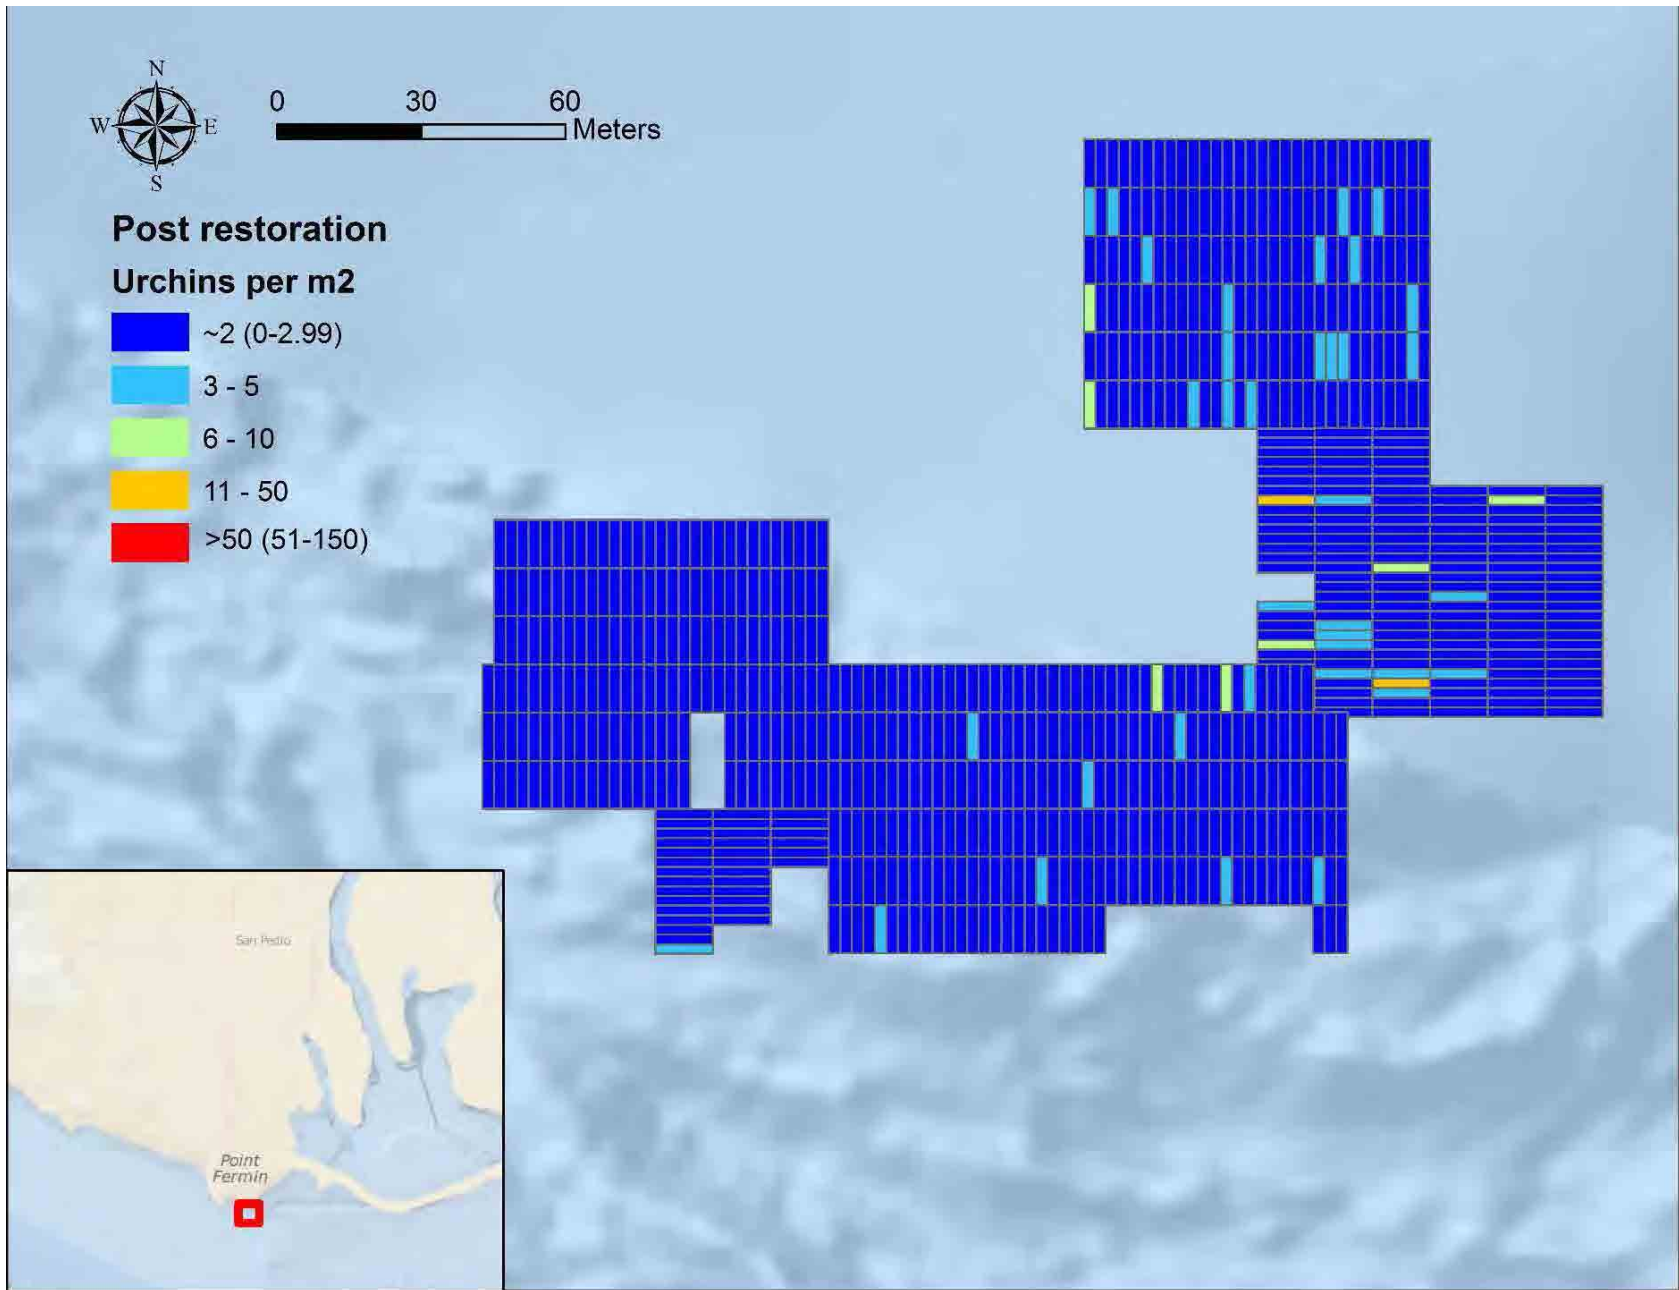 N
W E
S
0 30 60
Meters
Post restoration
Urchins per m2
~2 (0-2.99)
3 - 5
6 - 10
11 - 50
>50 (51-150)
San Pedro
Point
Fermin